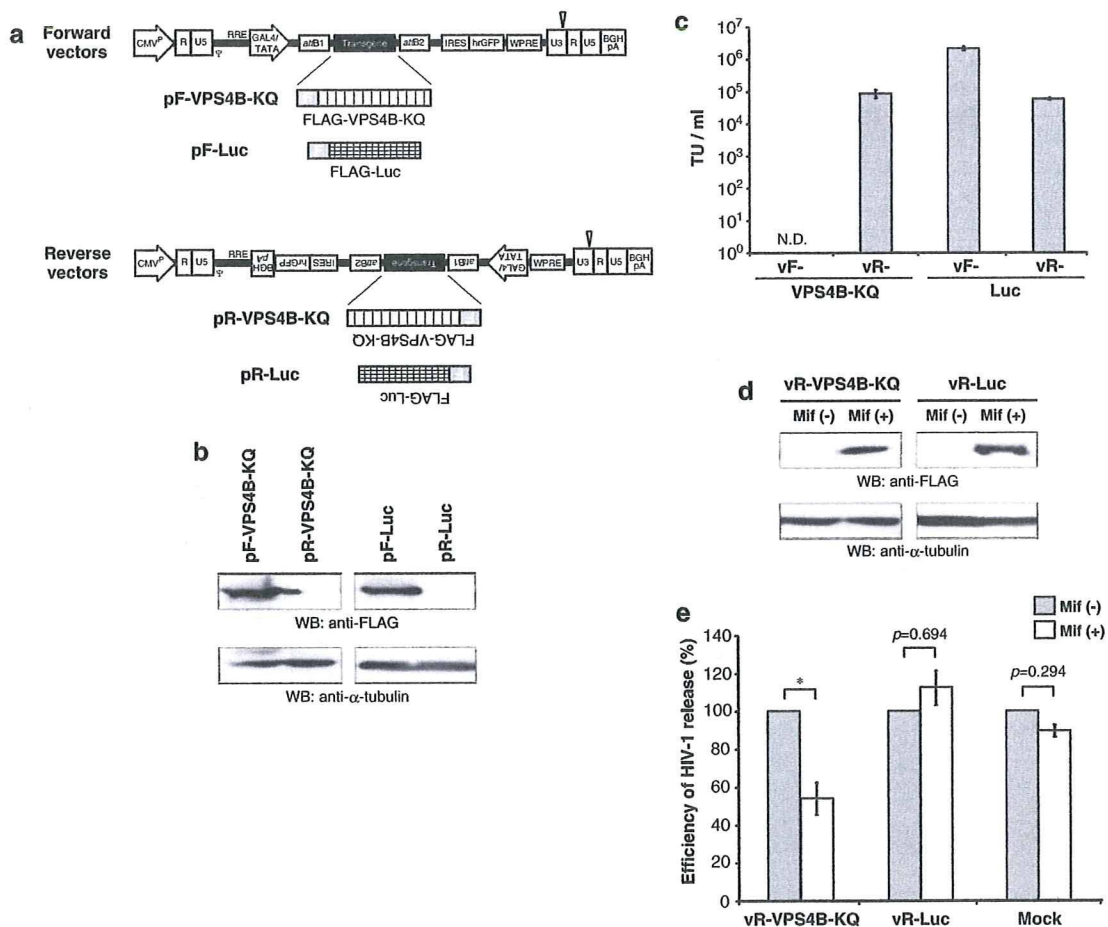 a
Forward vectors
CMVP R U5 Ψ RRE GAL4/TATA attB1 Transgene attB2 IRES hrGFP WPRE U3 R U5 BGH pA
pF-VPS4B-KQ
FLAG-VPS4B-KQ
pF-Luc
FLAG-Luc
Reverse vectors
CMVP R U5 Ψ RRE BGH pA hrGFP IRES attB2 Transgene attB1 GAL4/TATA WPRE U3 R U5 BGH pA
pR-VPS4B-KQ
FLAG-VPS4B-KQ
pR-Luc
FLAG-Luc
b
pF-VPS4B-KQ
pR-VPS4B-KQ
pF-Luc
pR-Luc
WB: anti-FLAG
WB: anti-α-tubulin
c
TU / ml
10^7
10^6
10^5
10^4
10^3
10^2
10^1
10^0
N.D.
vF- vR- vF- vR-
VPS4B-KQ Luc
d
vR-VPS4B-KQ vR-Luc
Mif (-) Mif (+) Mif (-) Mif (+)
WB: anti-FLAG
WB: anti-α-tubulin
e
Mif (-)
Mif (+)
Efficiency of HIV-1 release (%)
140
120
100
80
60
40
20
0
*
p=0.694
p=0.294
vR-VPS4B-KQ vR-Luc Mock